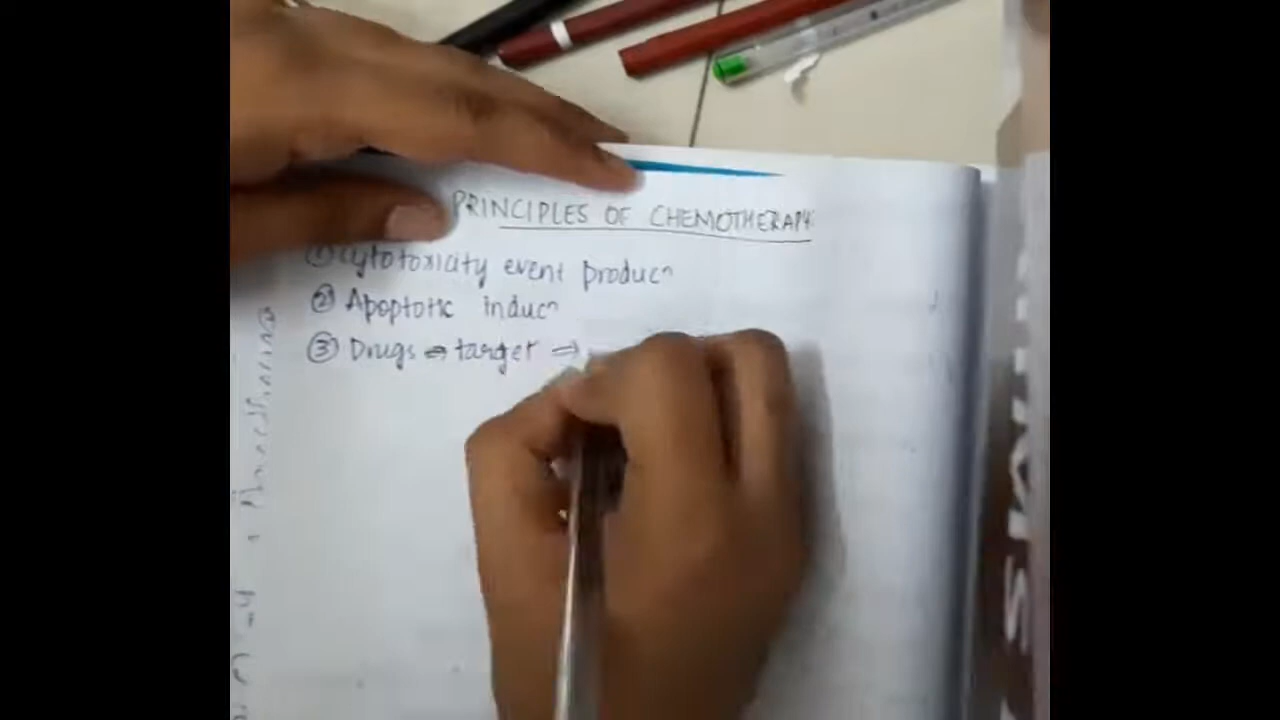 PRINCIPLES OF CHEMOTHERAPY
① Cytotoxicity event producn
② Apoptotic inducn
③ Drugs → target →